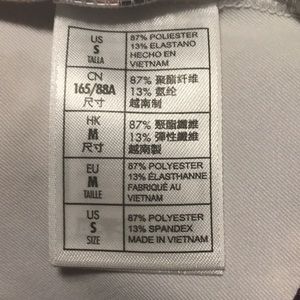 US
S
TALLA
87% POLIESTER
13% ELASTANO
HECHO EN
VIETNAM
CN
165/88A
尺寸
87% 聚酯纤维
13% 氨纶
越南制
HK
M
尺寸
87% 聚酯纖維
13% 彈性纖維
越南製
EU
M
TAILLE
87% POLYESTER
13% ÉLASTHANNE
FABRIQUÉ AU
VIETNAM
US
S
SIZE
87% POLYESTER
13% SPANDEX
MADE IN VIETNAM